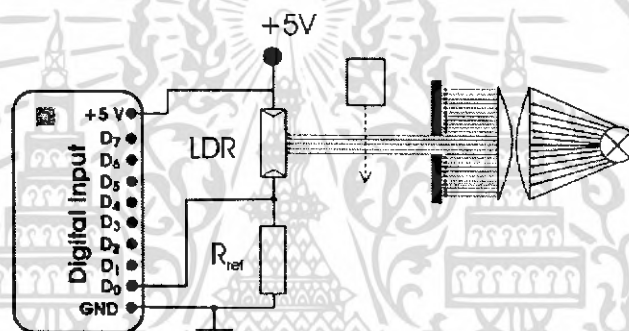 +5V
Digital Input
+5 V
D7
D6
D5
D4
D3
D2
D1
D0
GND
LDR
Rref